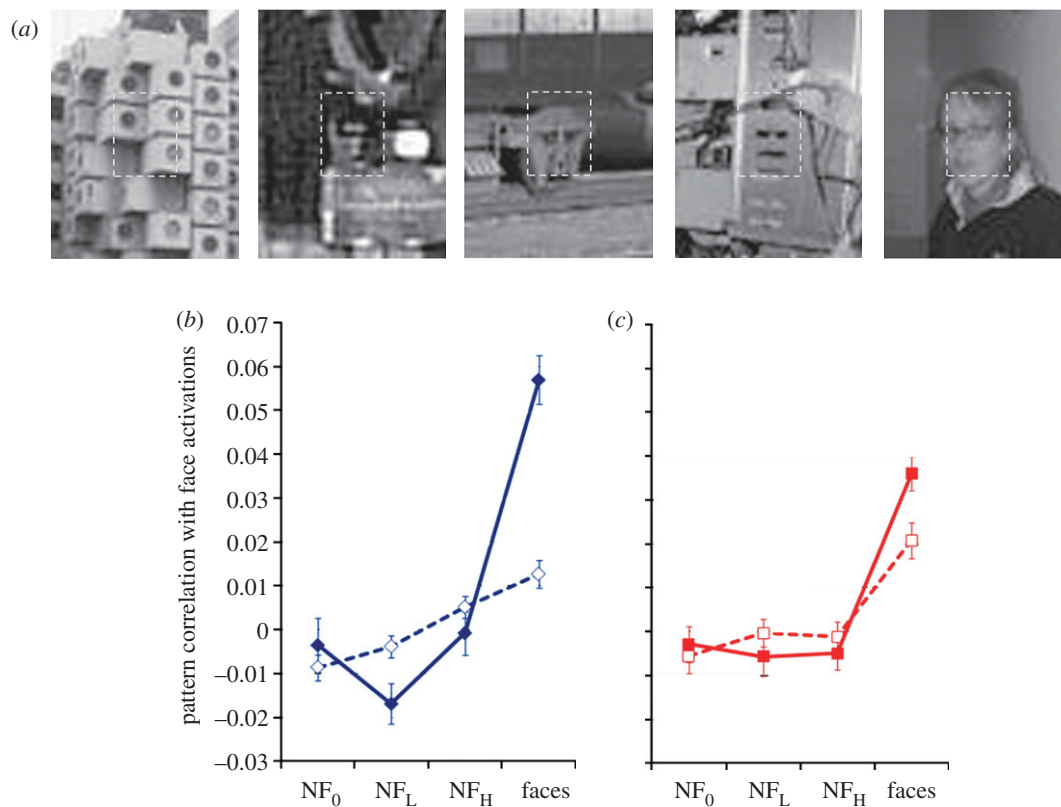 (a)
(b)
(c)
pattern correlation with face activations
0.07
0.06
0.05
0.04
0.03
0.02
0.01
0
–0.01
–0.02
–0.03
NF0 NFL NFH faces
NF0 NFL NFH faces